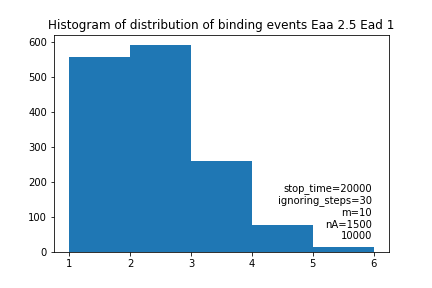 Histogram of distribution of binding events Eaa 2.5 Ead 1
600
500
400
300
200
100
0
stop_time=20000
ignoring_steps=30
m=10
nA=1500
10000
1 2 3 4 5 6